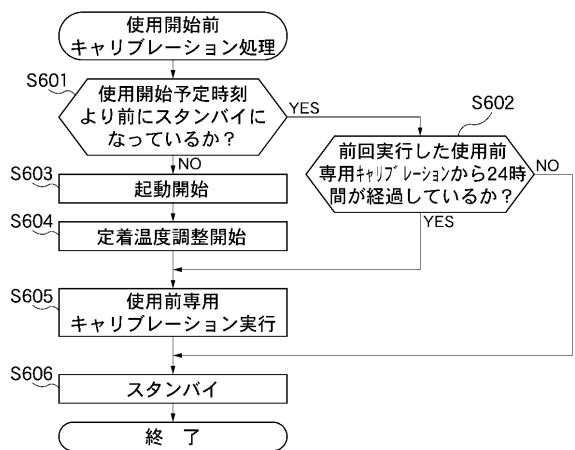 使用開始前
キャリブレーション処理
S601
使用開始予定時刻
より前にスタンバイに
なっているか？
YES
NO
S602
前回実行した使用前
専用ｷｬﾘﾌﾞﾚｰｼｮﾝから24時
間が経過しているか？
NO
YES
S603
起動開始
S604
定着温度調整開始
S605
使用前専用
キャリブレーション実行
S606
スタンバイ
終 了